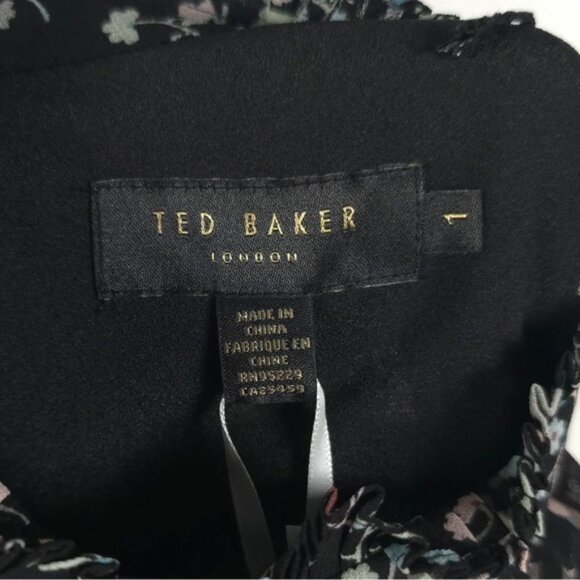 TED BAKER
LONDON
1
MADE IN
CHINA
FABRIQUE EN
CHINE
RN95229
CA25459